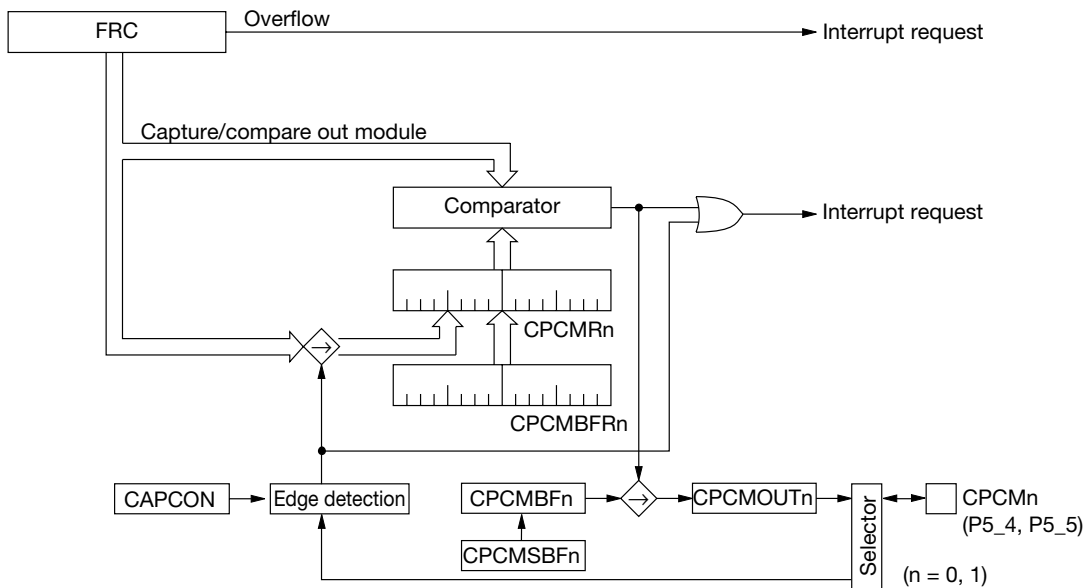 FRC
Overflow
Interrupt request
Capture/compare out module
Comparator
Interrupt request
CPCMRn
CPCMBFRn
CAPCON
Edge detection
CPCMBFn
CPCMOUTn
CPCMn
(P5_4, P5_5)
CPCMSBFn
Selector
(n = 0, 1)